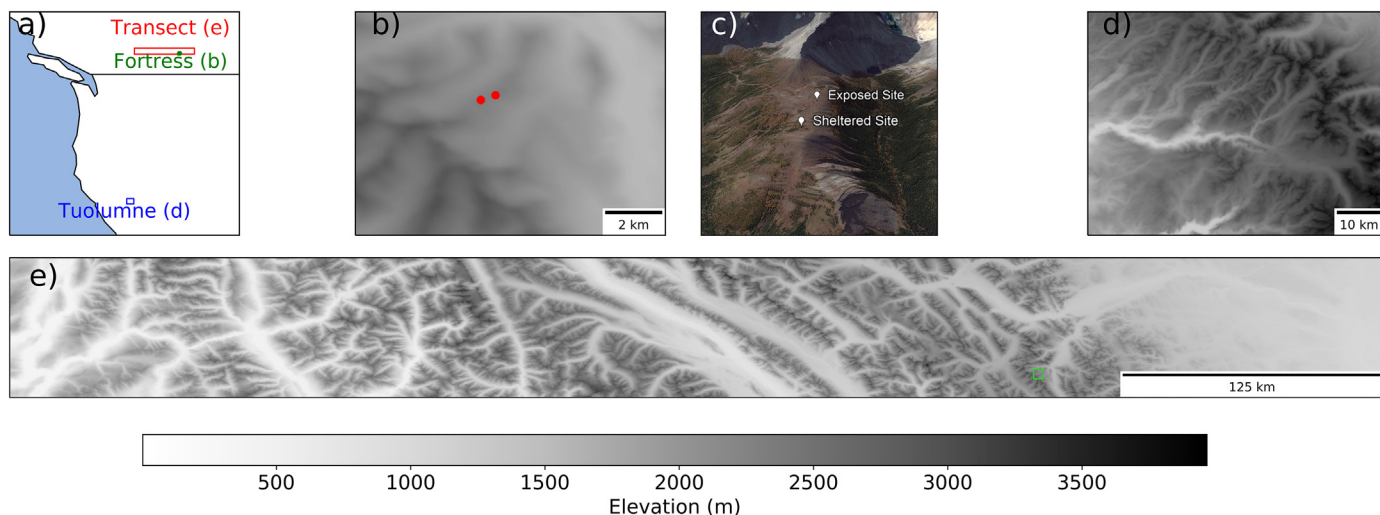 a)
Transect (e)
Fortress (b)
Tuolumne (d)
b)
2 km
c)
Exposed Site
Sheltered Site
d)
10 km
e)
125 km
500 1000 1500 2000 2500 3000 3500
Elevation (m)